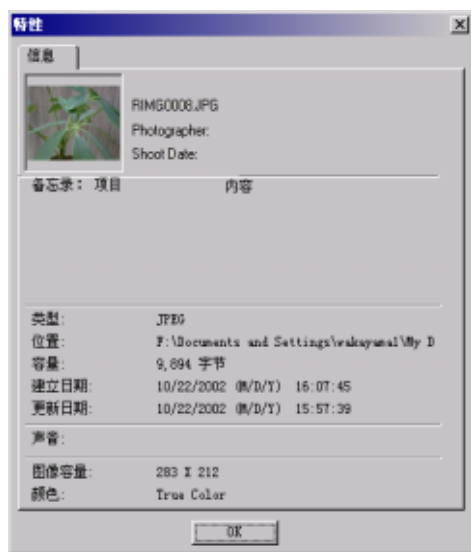 特性
信息
RIMG0008.JPG
Photographer:
Shoot Date:
备忘录： 项目 内容
类型: JPEG
位置: F:\Documents and Settings\wakayama1\My D
容量: 9,894 字节
建立日期: 10/22/2002 (M/D/Y) 16:07:45
更新日期: 10/22/2002 (M/D/Y) 15:57:39
声音:
图像容量: 283 X 212
颜色: True Color
OK